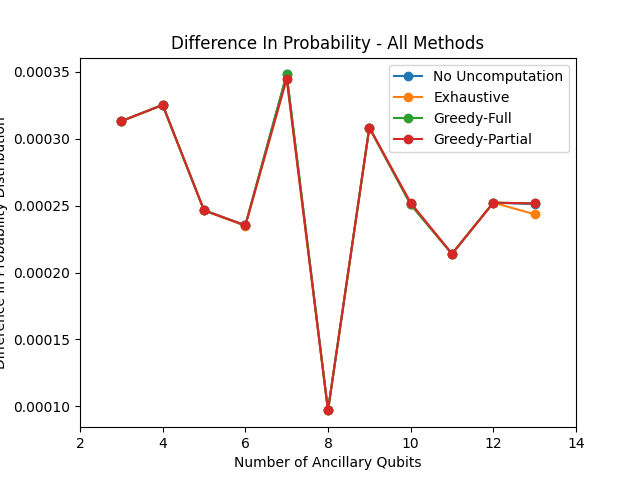 Difference In Probability - All Methods
No Uncomputation
Exhaustive
Greedy-Full
Greedy-Partial
0.00035
0.00030
0.00025
0.00020
0.00015
0.00010
Difference In Probability Distribution
2 4 6 8 10 12 14
Number of Ancillary Qubits